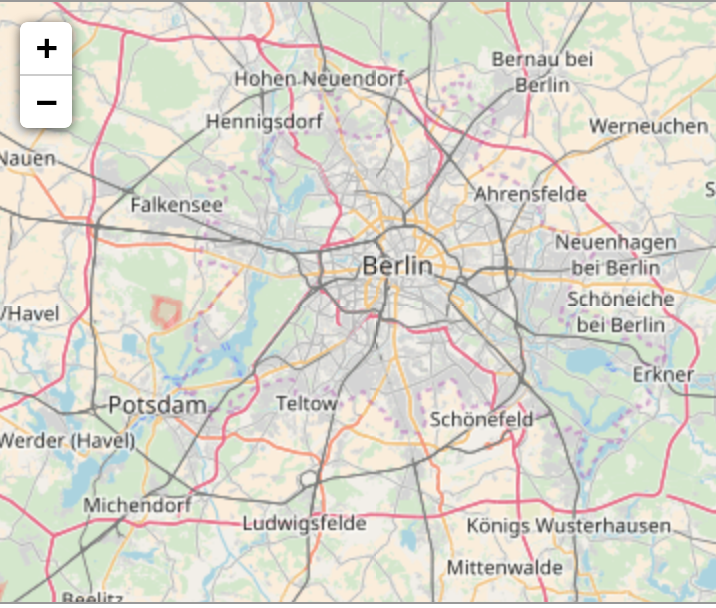 +
−
Bernau bei
Berlin
Hohen Neuendorf
Hennigsdorf
Werneuchen
Nauen
Ahrensfelde
S
Falkensee
Neuenhagen
bei Berlin
Berlin
Schöneiche
bei Berlin
/Havel
Erkner
Potsdam
Teltow
Schönefeld
Werder (Havel)
Michendorf
Ludwigsfelde
Königs Wusterhausen
Mittenwalde
Beelitz